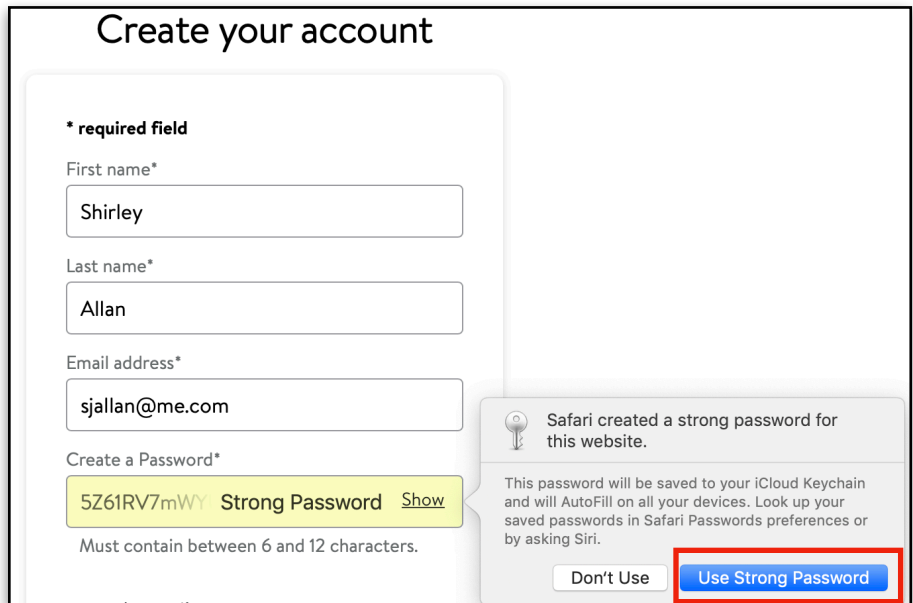 Create your account
* required field
First name*
Shirley
Last name*
Allan
Email address*
sjallan@me.com
Create a Password*
5Z61RV7mWY Strong Password Show
Must contain between 6 and 12 characters.
Safari created a strong password for
this website.
This password will be saved to your iCloud Keychain
and will AutoFill on all your devices. Look up your
saved passwords in Safari Passwords preferences or
by asking Siri.
Don't Use Use Strong Password